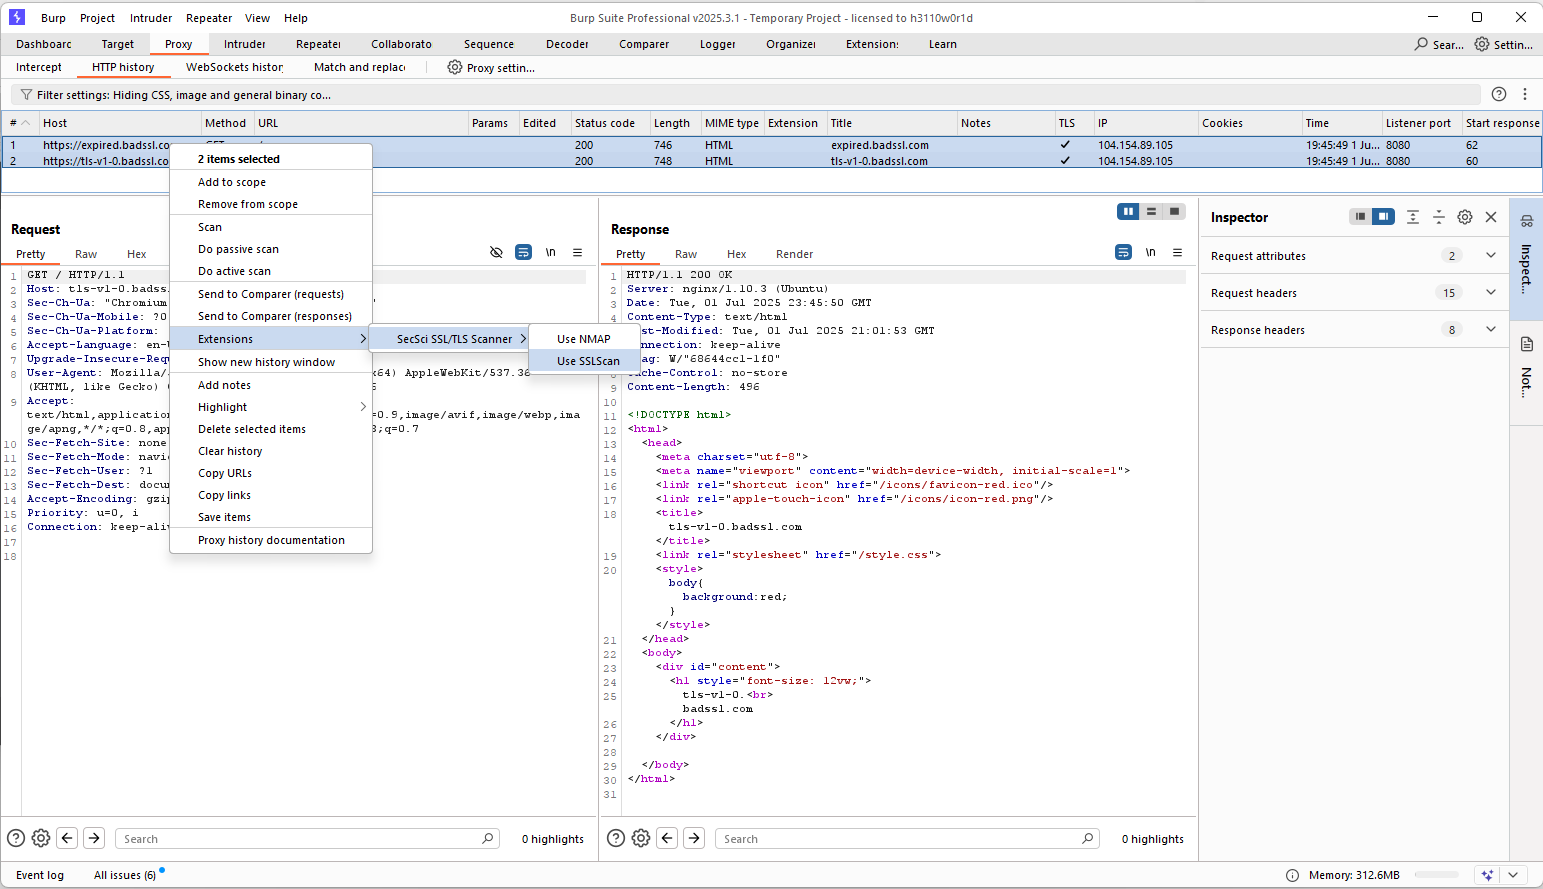 Burp Project Intruder Repeater View Help Burp Suite Professional v2025.3.1 - Temporary Project - licensed to h3110w0r1d
Dashboarc Target Proxy Intruder Repeater Collaborato Sequence Decoder Comparer Logger Organizer Extensions Learn Sear... Settin...
Intercept HTTP history WebSockets history Match and replac Proxy settin...
Filter settings: Hiding CSS, image and general binary co...
# Host Method URL Params Edited Status code Length MIME type Extension Title Notes TLS IP Cookies Time Listener port Start response
1 https://expired.badssl.co 200 746 HTML expired.badssl.com ✓ 104.154.89.105 19:45:49 1 Ju... 8080 62
2 https://tls-v1-0.badssl.co 200 748 HTML tls-v1-0.badssl.com ✓ 104.154.89.105 19:45:49 1 Ju... 8080 60
2 items selected
Add to scope
Remove from scope
Scan
Do passive scan
Do active scan
Send to Comparer (requests)
Send to Comparer (responses)
Extensions
Show new history window
Add notes
Highlight
Delete selected items
Clear history
Copy URLs
Copy links
Save items
Proxy history documentation
SecSci SSL/TLS Scanner
Use NMAP
Use SSLScan
Request
Pretty Raw Hex \n
1 GET / HTTP/1.1
2 Host: tls-v1-0.badssl
3 Sec-Ch-Ua: "Chromium "
4 Sec-Ch-Ua-Mobile: ?0
5 Sec-Ch-Ua-Platform:
6 Accept-Language: en-U
7 Upgrade-Insecure-Requ
8 User-Agent: Mozilla/ x64) AppleWebKit/537.36
(KHTML, like Gecko) 6
9 Accept:
text/html,application =0.9,image/avif,image/webp,ima
ge/apng,*/*;q=0.8,app 3;q=0.7
10 Sec-Fetch-Site: none
11 Sec-Fetch-Mode: navi
12 Sec-Fetch-User: ?1
13 Sec-Fetch-Dest: docu
14 Accept-Encoding: gzip
15 Priority: u=0, i
16 Connection: keep-aliv
17
18
Search 0 highlights
Response
Pretty Raw Hex Render \n
1 HTTP/1.1 200 OK
2 Server: nginx/1.10.3 (Ubuntu)
3 Date: Tue, 01 Jul 2025 23:45:50 GMT
4 Content-Type: text/html
5 ast-Modified: Tue, 01 Jul 2025 21:01:53 GMT
onnection: keep-alive
ag: W/"68644cc1-1f0"
ache-Control: no-store
9 Content-Length: 496
10
11 <!DOCTYPE html>
12 <html>
13 <head>
14 <meta charset="utf-8">
15 <meta name="viewport" content="width=device-width, initial-scale=1">
16 <link rel="shortcut icon" href="/icons/favicon-red.ico"/>
17 <link rel="apple-touch-icon" href="/icons/icon-red.png"/>
18 <title>
tls-v1-0.badssl.com
</title>
19 <link rel="stylesheet" href="/style.css">
20 <style>
body{
background:red;
}
</style>
21 </head>
22 <body>
23 <div id="content">
24 <h1 style="font-size: 12vw;">
25 tls-v1-0.<br>
badssl.com
26 </h1>
27 </div>
28
29 </body>
30 </html>
31
Search 0 highlights
Inspector
Request attributes 2
Request headers 15
Response headers 8
Inspect...
Not...
Event log All issues (6) Memory: 312.6MB